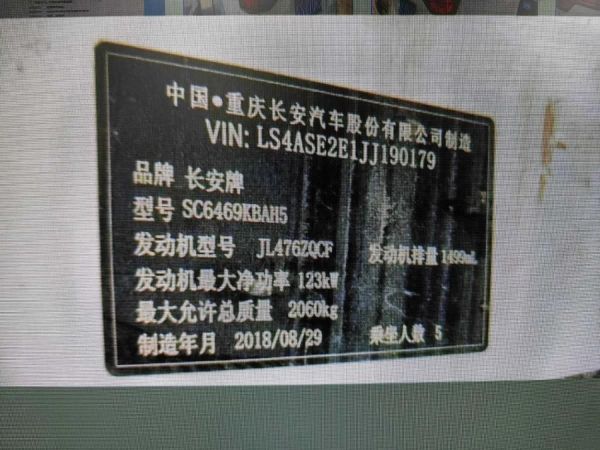 中国●重庆长安汽车股份有限公司制造
VIN: LS4ASE2E1JJ190179
品牌 长安牌
型号 SC6469KBAH5
发动机型号 JL476ZQCF 发动机排量 1499mL
发动机最大净功率 123kW
最大允许总质量 2060kg
制造年月 2018/08/29 乘坐人数 5